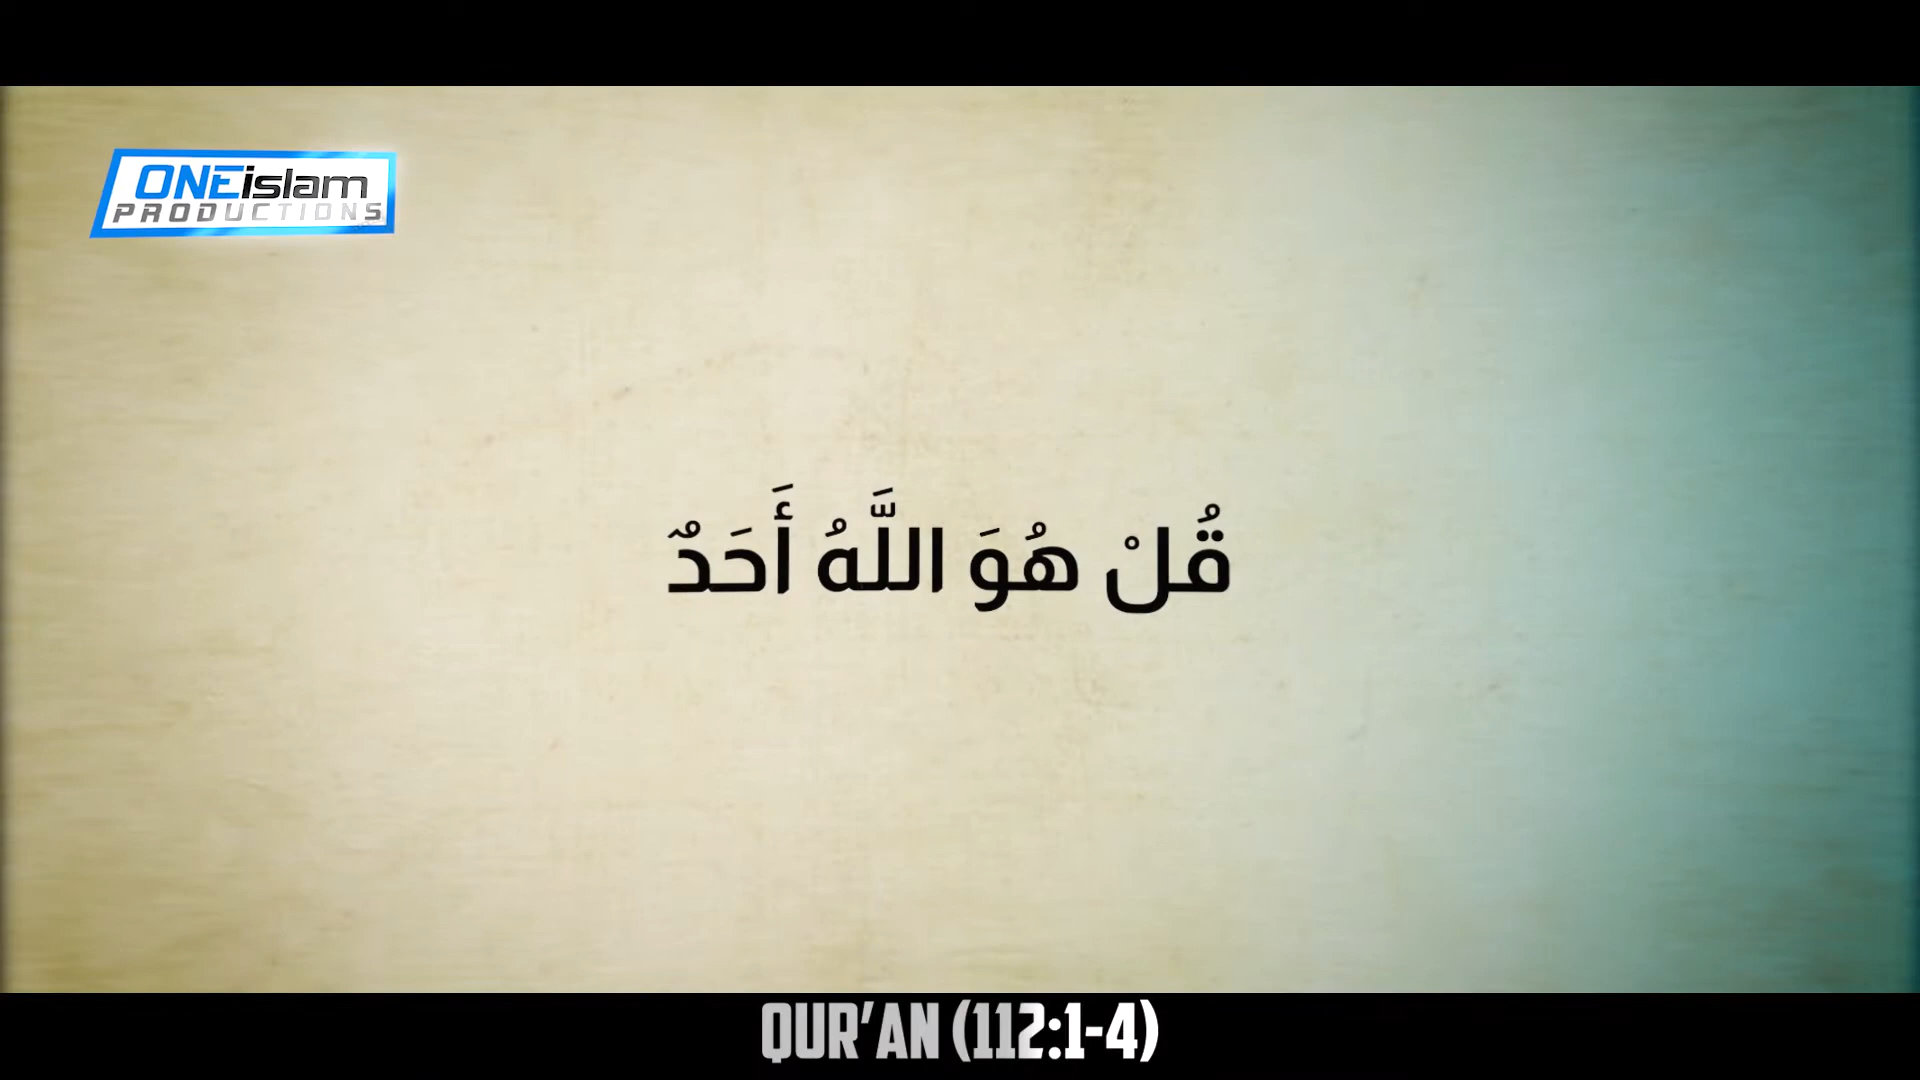 ONEislam
PRODUCTIONS
قُلْ هُوَ اللَّهُ أَحَدٌ
QUR'AN (112:1-4)